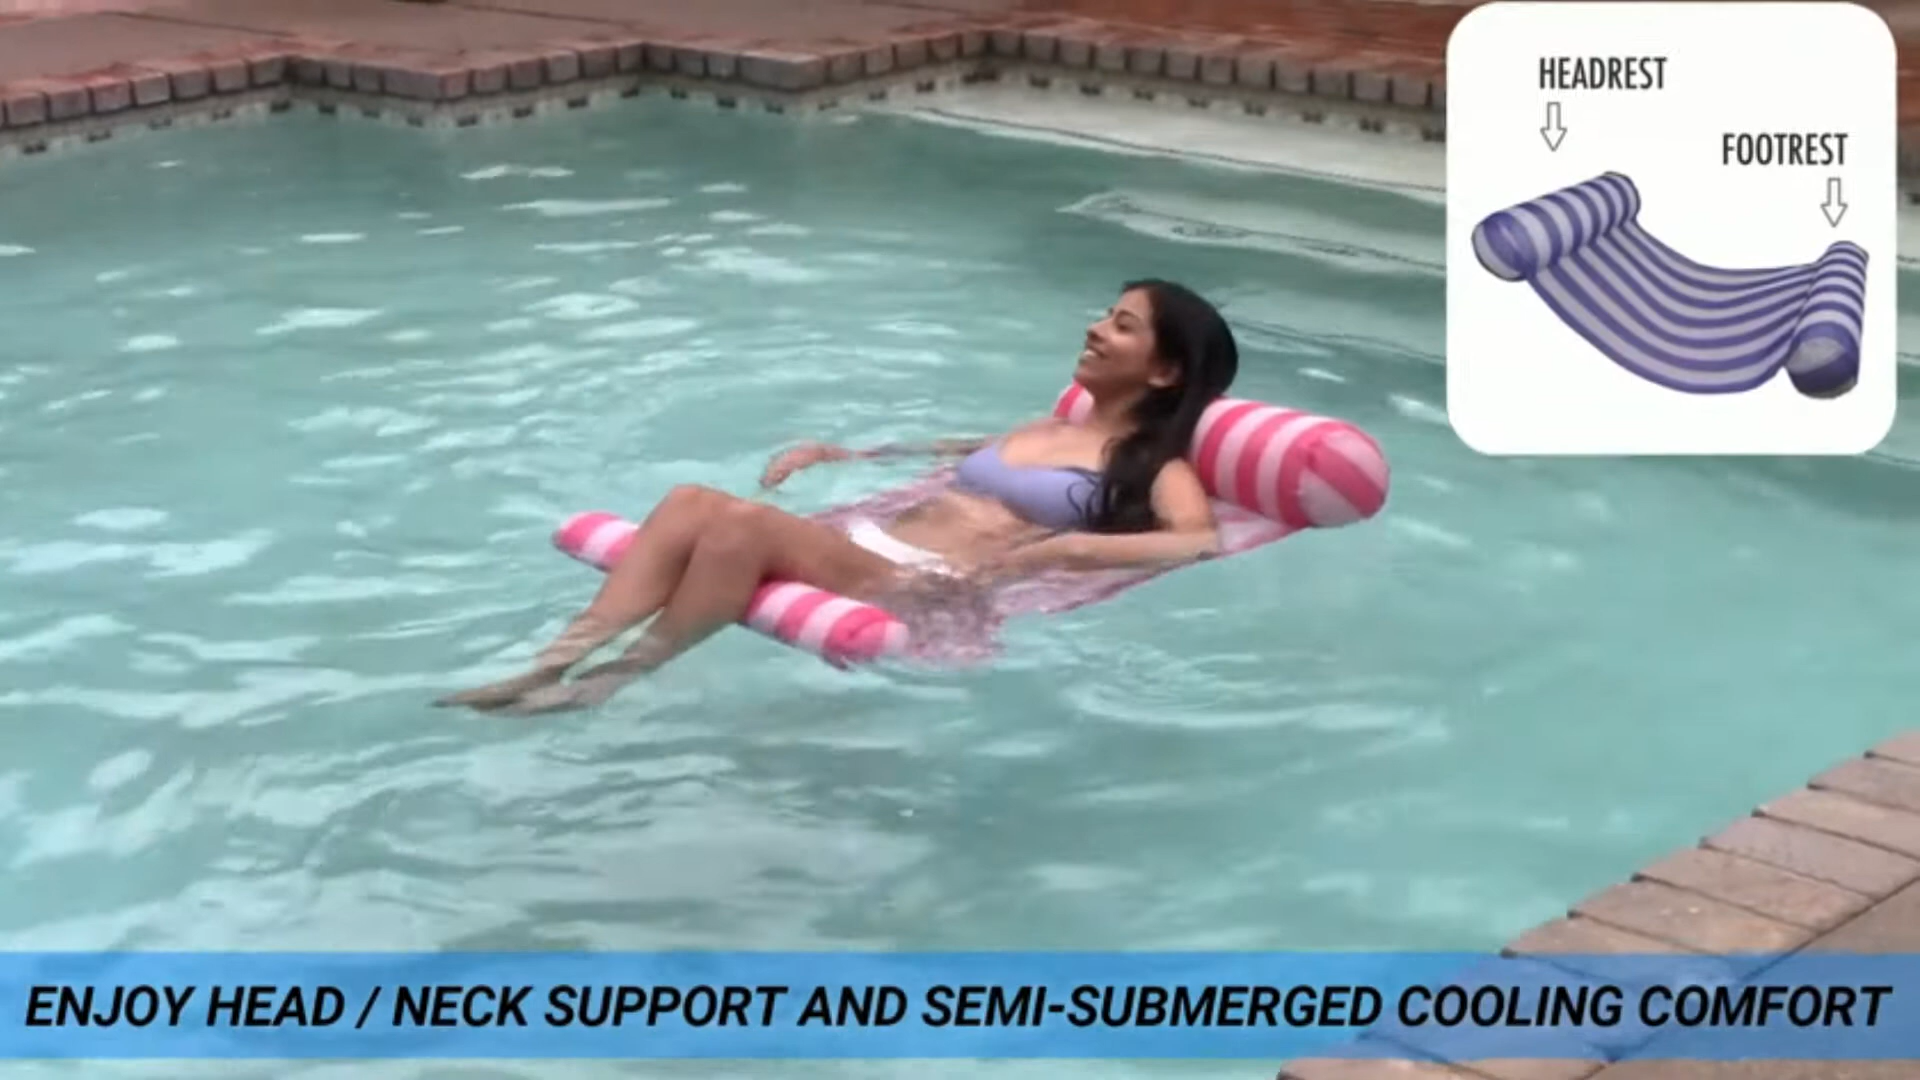 HEADREST
FOOTREST
ENJOY HEAD / NECK SUPPORT AND SEMI-SUBMERGED COOLING COMFORT